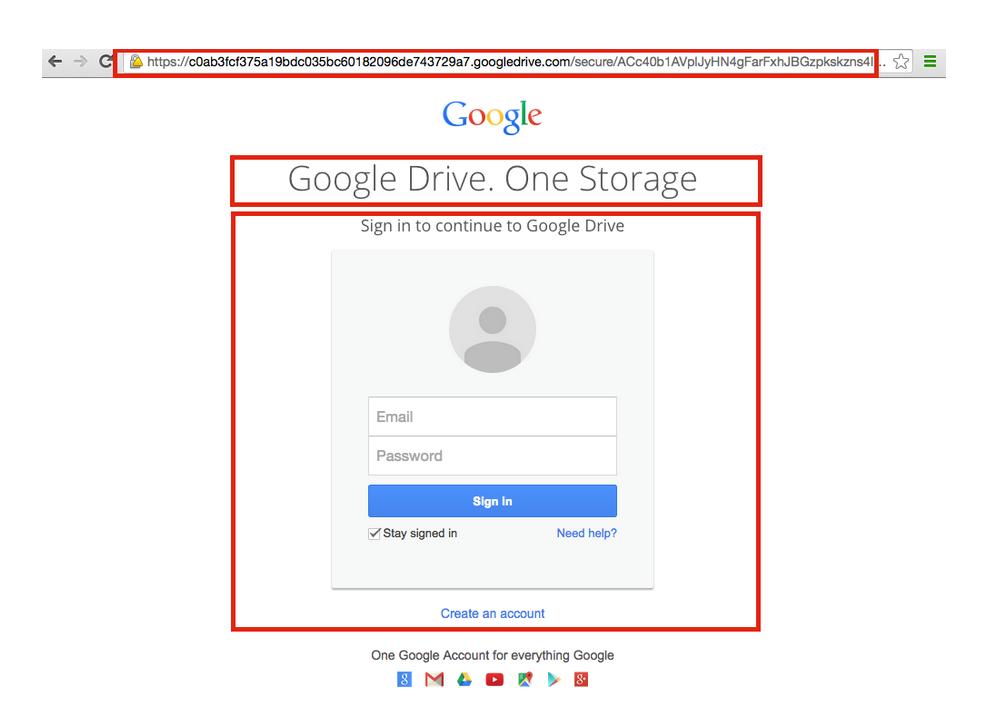 https://c0ab3fcf375a19bdc035bc60182096de743729a7.googledrive.com/secure/ACc40b1AVplJyHN4gFarFxhJBGzpkskzns4l...
Google
Google Drive. One Storage
Sign in to continue to Google Drive
Email
Password
Sign In
Stay signed in Need help?
Create an account
One Google Account for everything Google